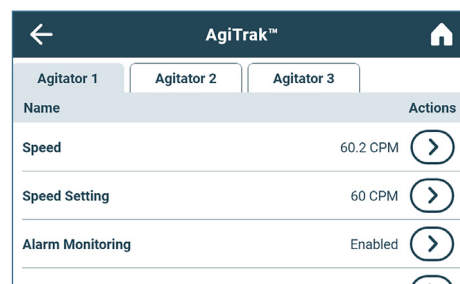 AgiTrak™
Agitator 1 Agitator 2 Agitator 3
Name Actions
Speed 60.2 CPM
Speed Setting 60 CPM
Alarm Monitoring Enabled